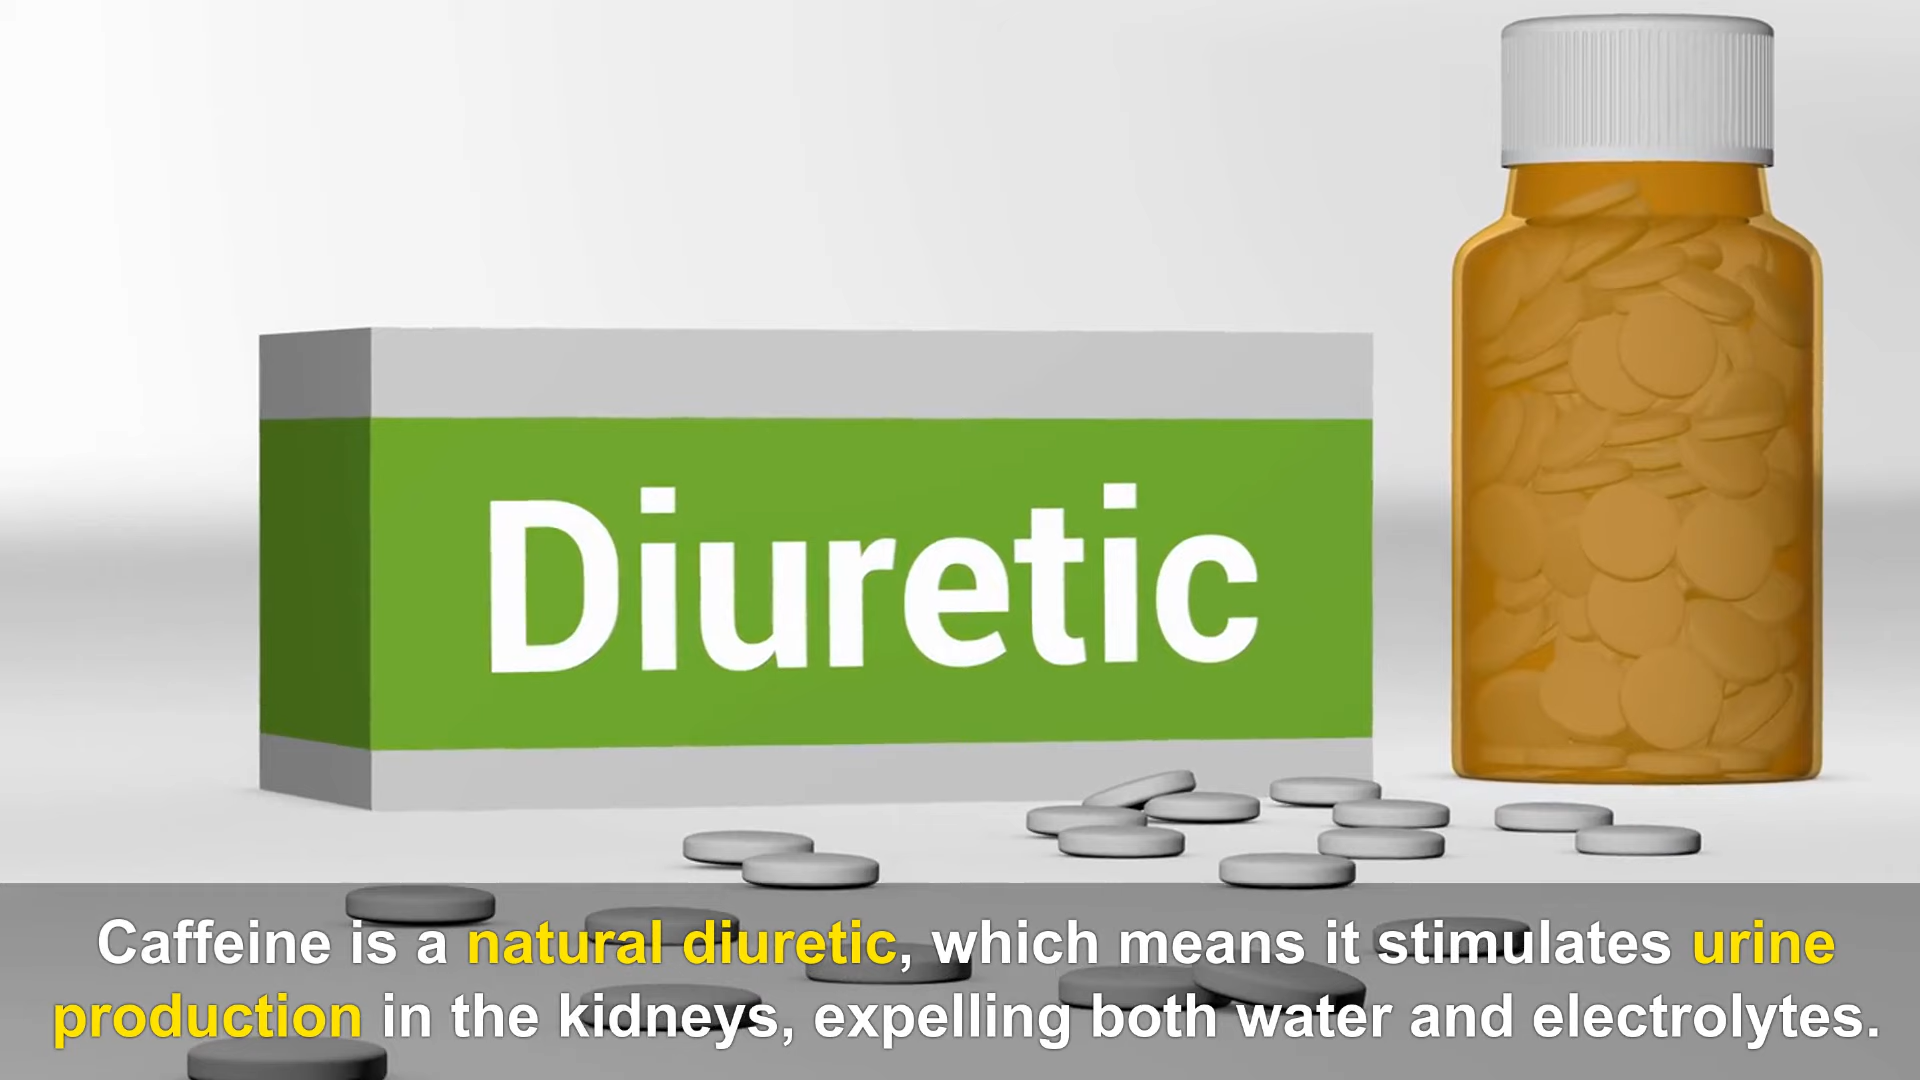 Diuretic
Caffeine is a natural diuretic, which means it stimulates urine
production in the kidneys, expelling both water and electrolytes.